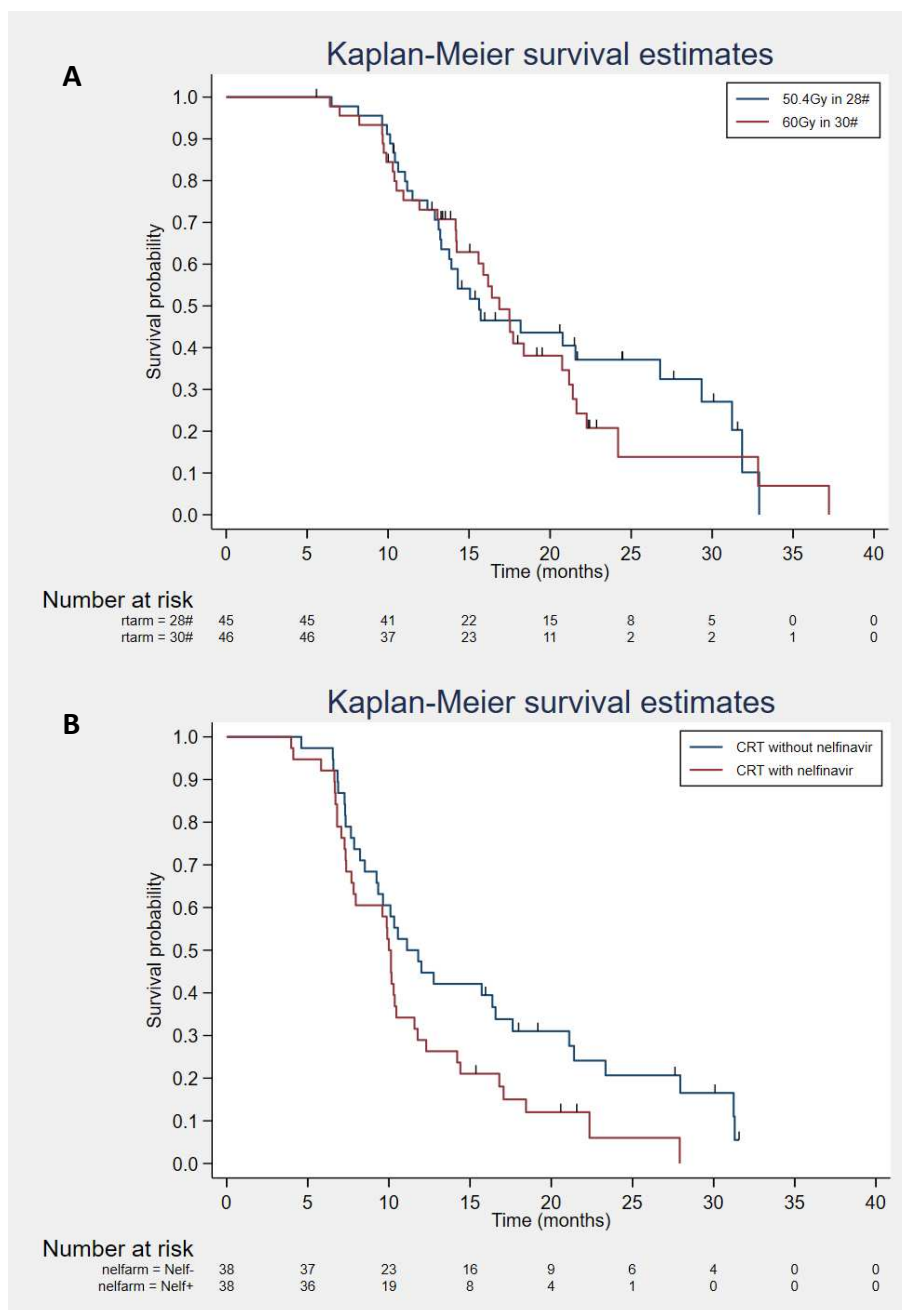 A
Kaplan-Meier survival estimates
50.4Gy in 28#
60Gy in 30#
Survival probability
1.0
0.9
0.8
0.7
0.6
0.5
0.4
0.3
0.2
0.1
0.0
0 5 10 15 20 25 30 35 40
Time (months)
Number at risk
rtarm = 28# 45 45 41 22 15 8 5 0 0
rtarm = 30# 46 46 37 23 11 2 2 1 0
B
Kaplan-Meier survival estimates
CRT without nelfinavir
CRT with nelfinavir
Survival probability
1.0
0.9
0.8
0.7
0.6
0.5
0.4
0.3
0.2
0.1
0.0
0 5 10 15 20 25 30 35 40
Time (months)
Number at risk
nelfarm = Nelf- 38 37 23 16 9 6 4 0 0
nelfarm = Nelf+ 38 36 19 8 4 1 0 0 0